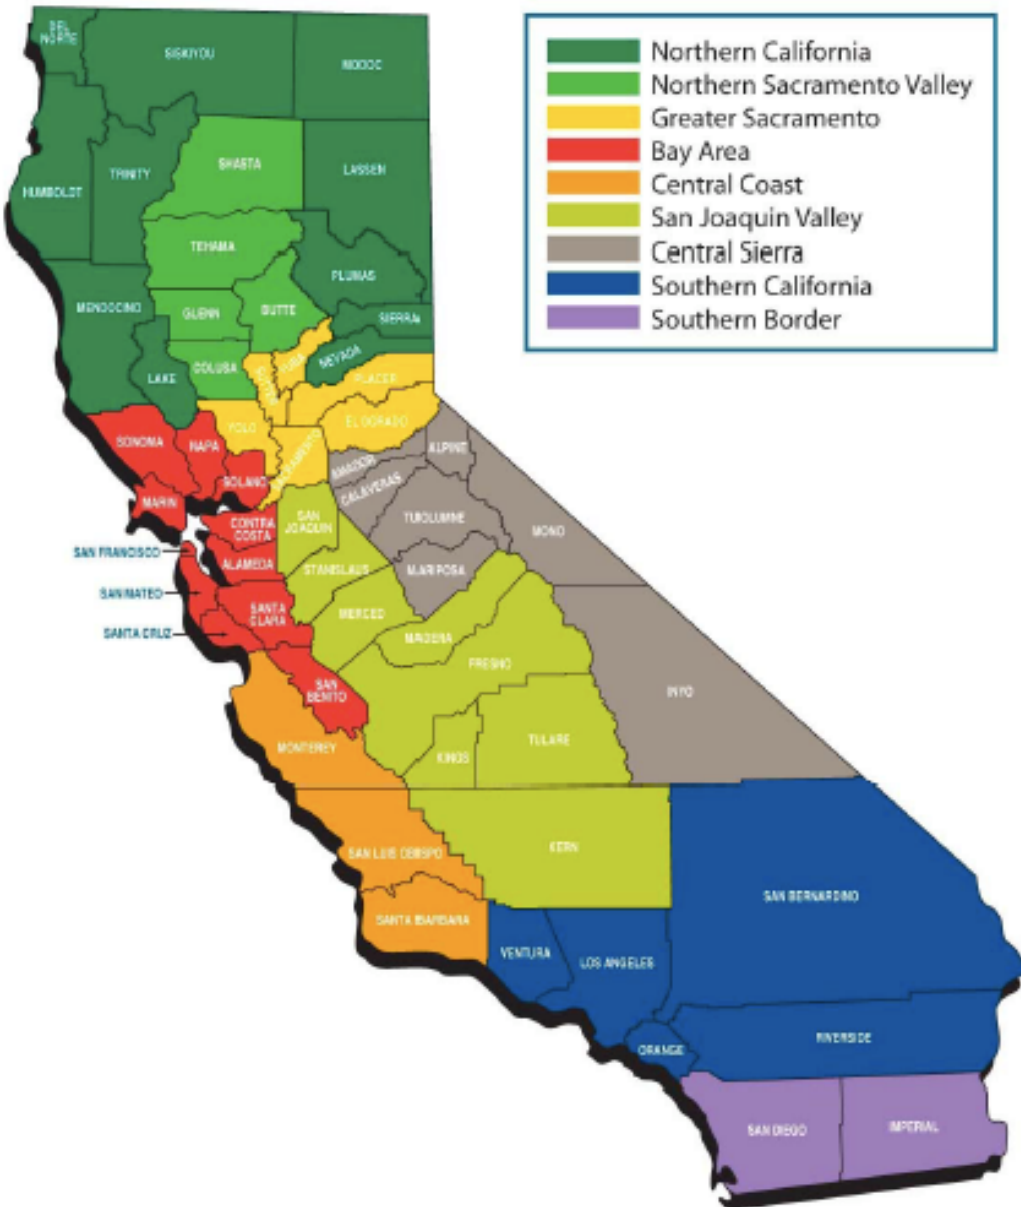 Northern California
Northern Sacramento Valley
Greater Sacramento
Bay Area
Central Coast
San Joaquin Valley
Central Sierra
Southern California
Southern Border
DEL
NORTE
SISKIYOU
MODOC
HUMBOLDT
TRINITY
SHASTA
LASSEN
TEHAMA
PLUMAS
MENDOCINO
GLENN
BUTTE
SIERRA
LAKE
COLUSA
SUTTER
YUBA
NEVADA
PLACER
EL DORADO
YOLO
SONOMA
NAPA
SOLANO
SACRAMENTO
AMADOR
ALPINE
CALAVERAS
MARIN
SAN
JOAQUIN
TUOLUMNE
MONO
CONTRA
COSTA
SAN FRANCISCO
ALAMEDA
STANISLAUS
MARIPOSA
SAN MATEO
SANTA
CLARA
MERCED
SANTA CRUZ
MADERA
FRESNO
SAN
BENITO
INYO
MONTEREY
KINGS
TULARE
SAN LUIS OBISPO
KERN
SAN BERNARDINO
SANTA BARBARA
VENTURA
LOS ANGELES
ORANGE
RIVERSIDE
SAN DIEGO
IMPERIAL